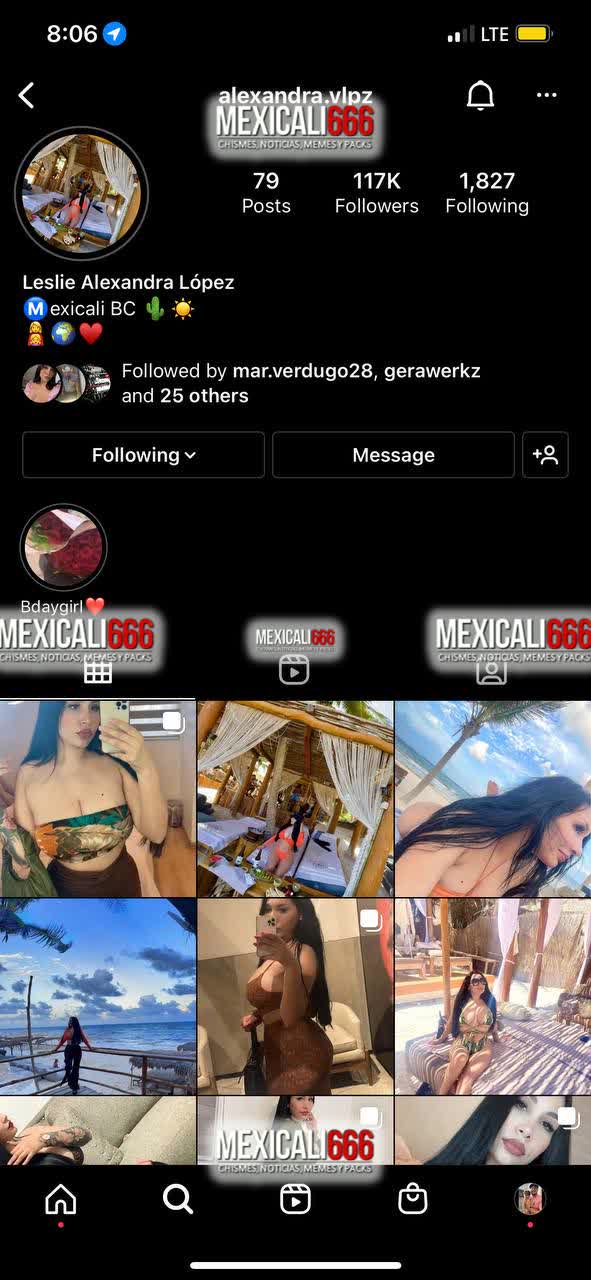 8:06 LTE
alexandra.vlpz
MEXICALI666
CHISMES, NOTICIAS, MEMES Y PACKS
79 117K 1,827
Posts Followers Following
Leslie Alexandra López
Ⓜ️exicali BC 🌵 ☀️
Followed by mar.verdugo28, gerawerkz
and 25 others
Following Message
Bdaygirl❤️
MEXICALI666 MEXICALI666 MEXICALI666
CHISMES, NOTICIAS, MEMES Y PACKS CHISMES, NOTICIAS, MEMES Y PACKS
MEXICALI666
CHISMES, NOTICIAS, MEMES Y PACKS